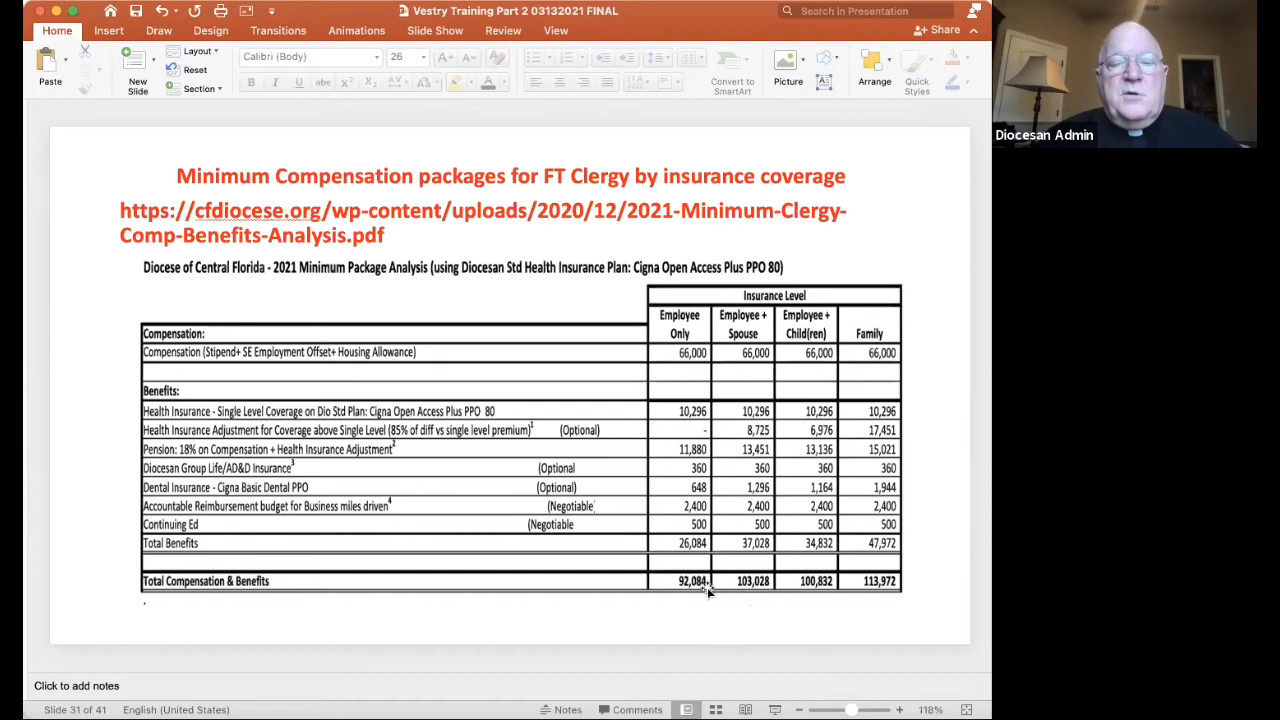 Vestry Training Part 2 03132021 FINAL
Search in Presentation
Home Insert Draw Design Transitions Animations Slide Show Review View
Share
Paste
New Slide
Layout
Reset
Section
Calibri (Body) 26
Convert to SmartArt
Picture
Arrange
Quick Styles
Diocesan Admin
Minimum Compensation packages for FT Clergy by insurance coverage
https://cfdiocese.org/wp-content/uploads/2020/12/2021-Minimum-Clergy-
Comp-Benefits-Analysis.pdf
Diocese of Central Florida - 2021 Minimum Package Analysis (using Diocesan Std Health Insurance Plan: Cigna Open Access Plus PPO 80)
Insurance Level
Employee Employee + Employee +
Compensation: Only Spouse Child(ren) Family
Compensation (Stipend+ SE Employment Offset+ Housing Allowance) 66,000 66,000 66,000 66,000
Benefits:
Health Insurance - Single Level Coverage on Dio Std Plan: Cigna Open Access Plus PPO 80 10,296 10,296 10,296 10,296
Health Insurance Adjustment for Coverage above Single Level (85% of diff vs single level premium)1 (Optional) - 8,725 6,976 17,451
Pension: 18% on Compensation + Health Insurance Adjustment2 11,880 13,451 13,136 15,021
Diocesan Group Life/AD&D Insurance3 (Optional 360 360 360 360
Dental Insurance - Cigna Basic Dental PPO (Optional) 648 1,296 1,164 1,944
Accountable Reimbursement budget for Business miles driven4 (Negotiable 2,400 2,400 2,400 2,400
Continuing Ed (Negotiable 500 500 500 500
Total Benefits 26,084 37,028 34,832 47,972
Total Compensation & Benefits 92,084 103,028 100,832 113,972
Click to add notes
Slide 31 of 41 English (United States) Notes Comments 118%